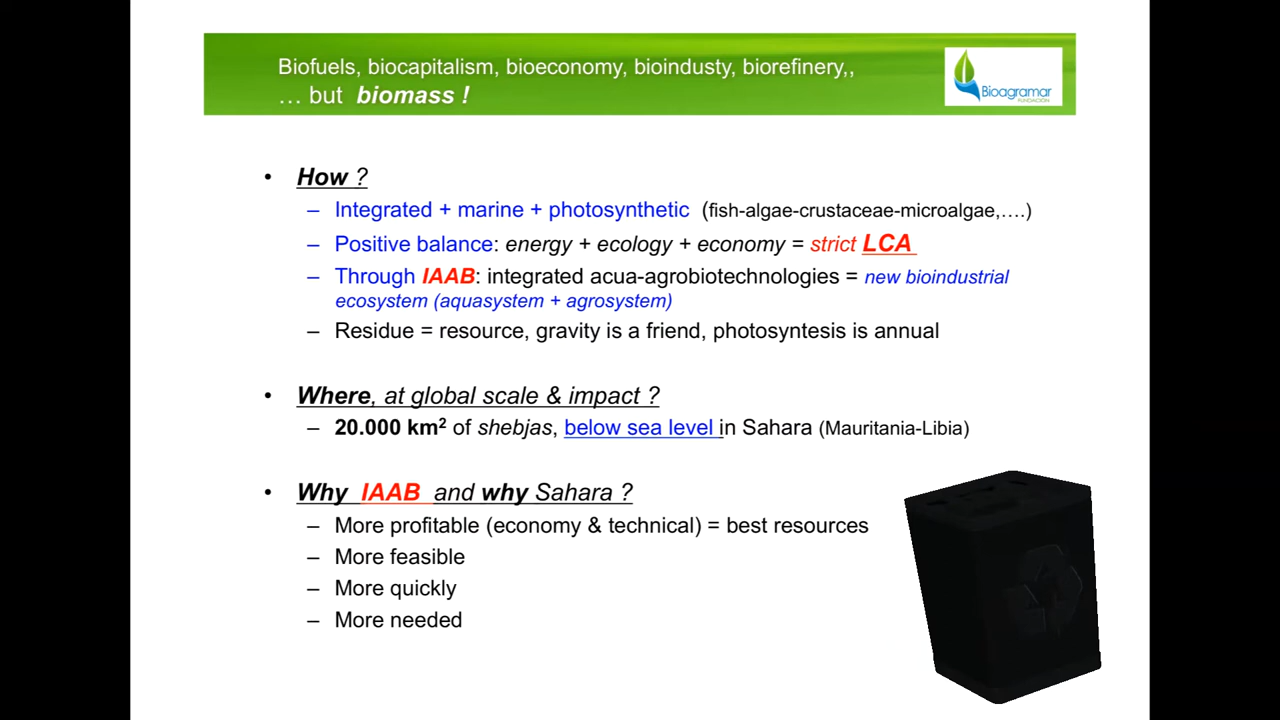 Biofuels, biocapitalism, bioeconomy, bioindusty, biorefinery,,
… but biomass !
Bioagramar
FUNDACIÓN
• How ?
– Integrated + marine + photosynthetic (fish-algae-crustaceae-microalgae,….)
– Positive balance: energy + ecology + economy = strict LCA
– Through IAAB: integrated acua-agrobiotechnologies = new bioindustrial
ecosystem (aquasystem + agrosystem)
– Residue = resource, gravity is a friend, photosyntesis is annual
• Where, at global scale & impact ?
– 20.000 km² of shebjas, below sea level in Sahara (Mauritania-Libia)
• Why IAAB and why Sahara ?
– More profitable (economy & technical) = best resources
– More feasible
– More quickly
– More needed